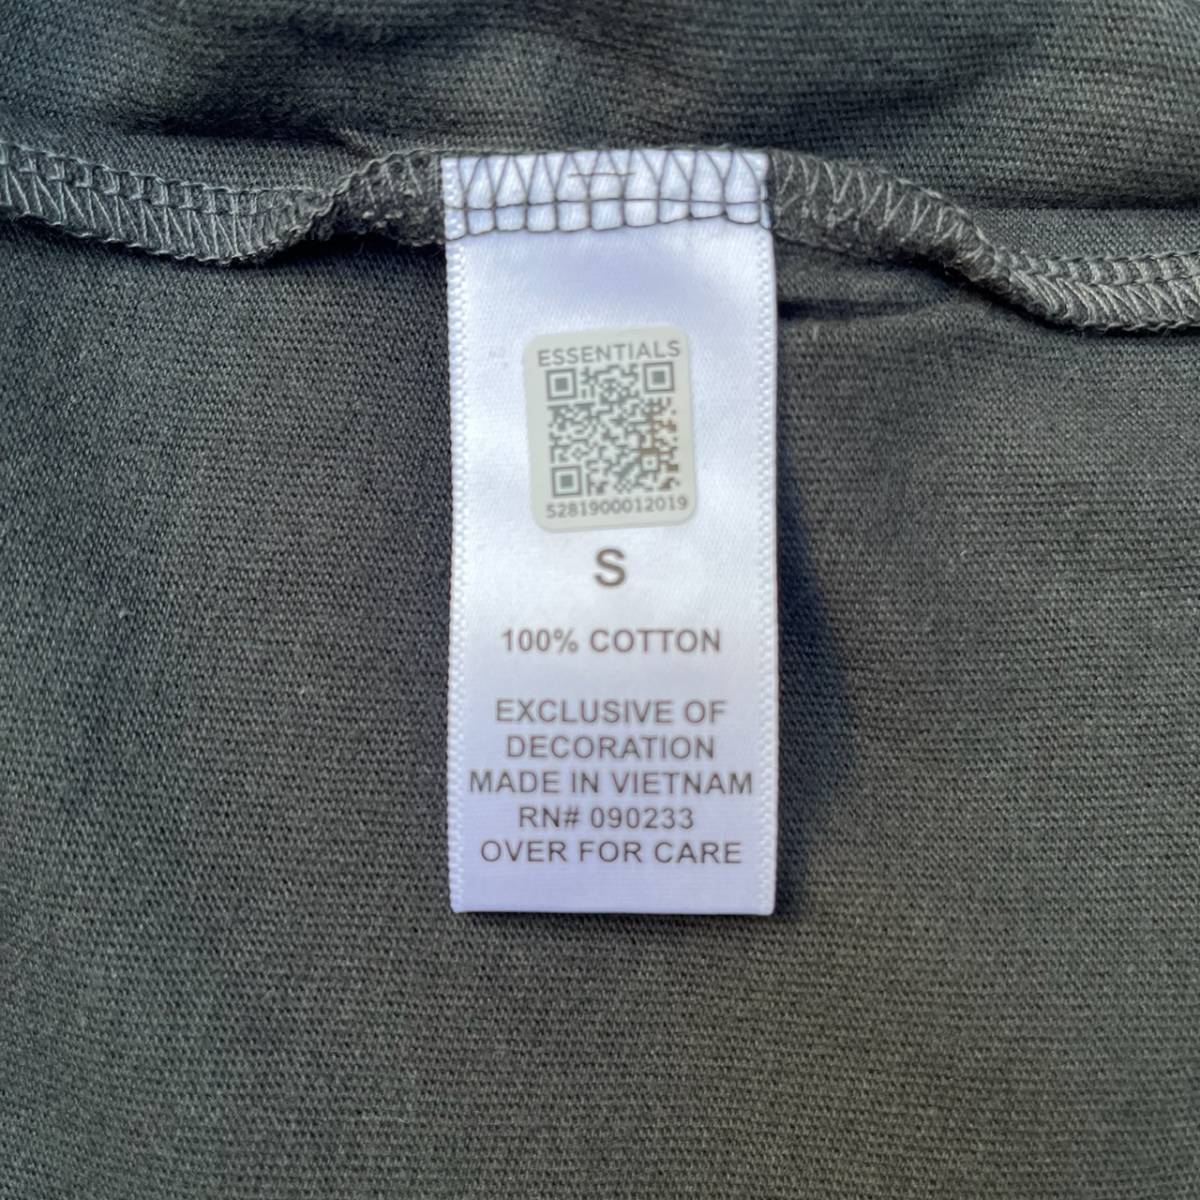 ESSENTIALS
5281900012019
S
100% COTTON
EXCLUSIVE OF
DECORATION
MADE IN VIETNAM
RN# 090233
OVER FOR CARE